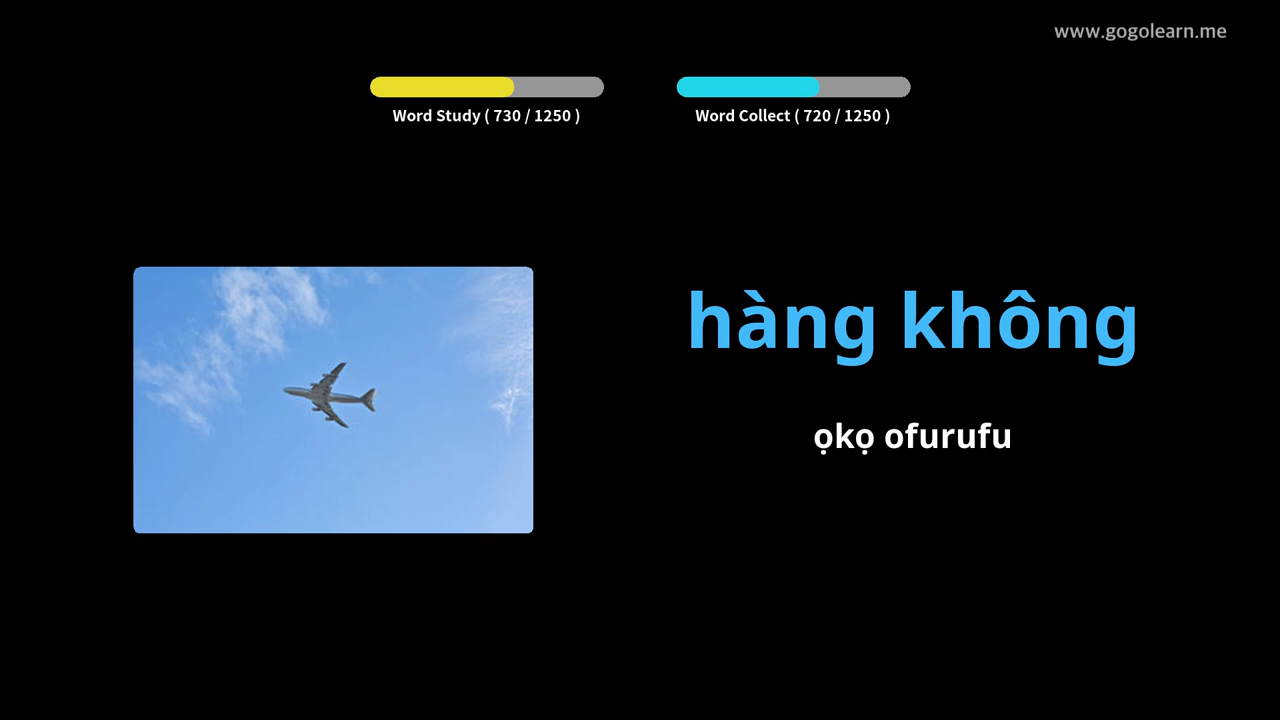 www.gogolearn.me
Word Study ( 730 / 1250 )
Word Collect ( 720 / 1250 )
hàng không
ọkọ ofurufu